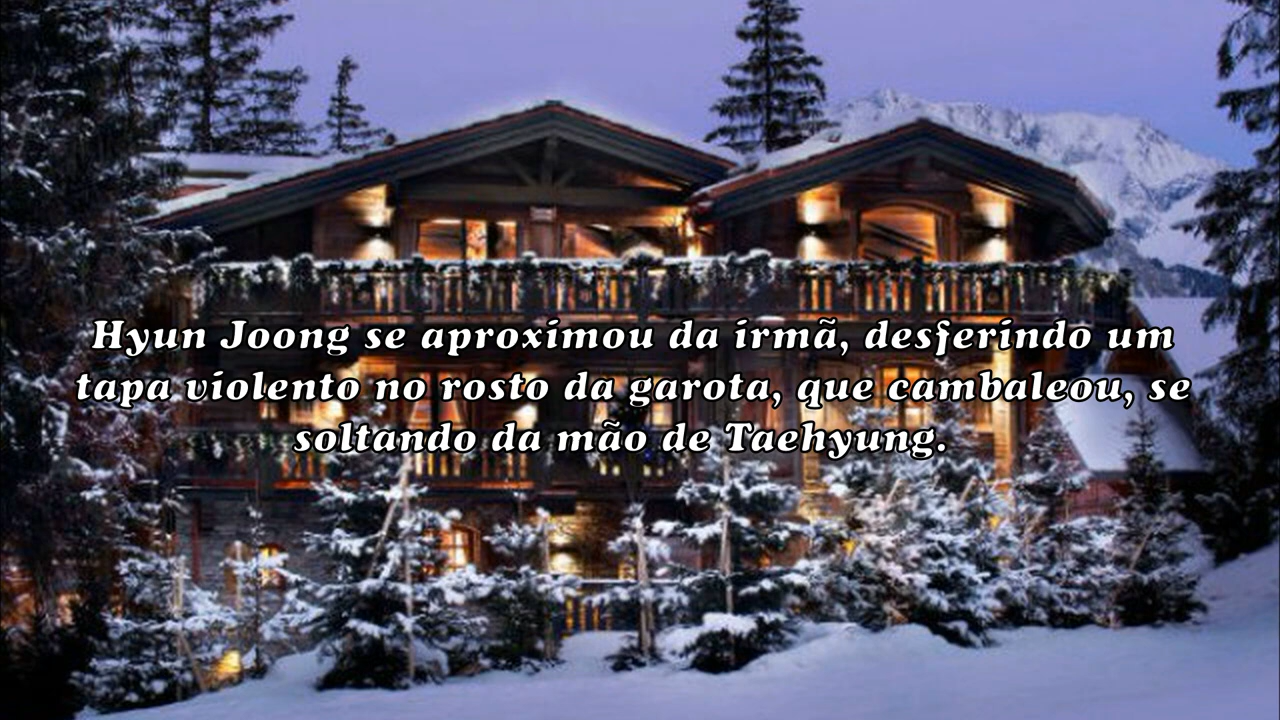 Hyun Joong se aproximou da irmã, desferindo um
tapa violento no rosto da garota, que cambaleou, se
soltando da mão de Taehyung.